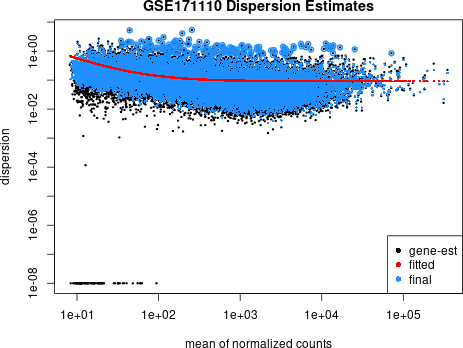 GSE171110 Dispersion Estimates
dispersion
1e+00
1e-02
1e-04
1e-06
1e-08
gene-est
fitted
final
1e+01
1e+02
1e+03
1e+04
1e+05
mean of normalized counts